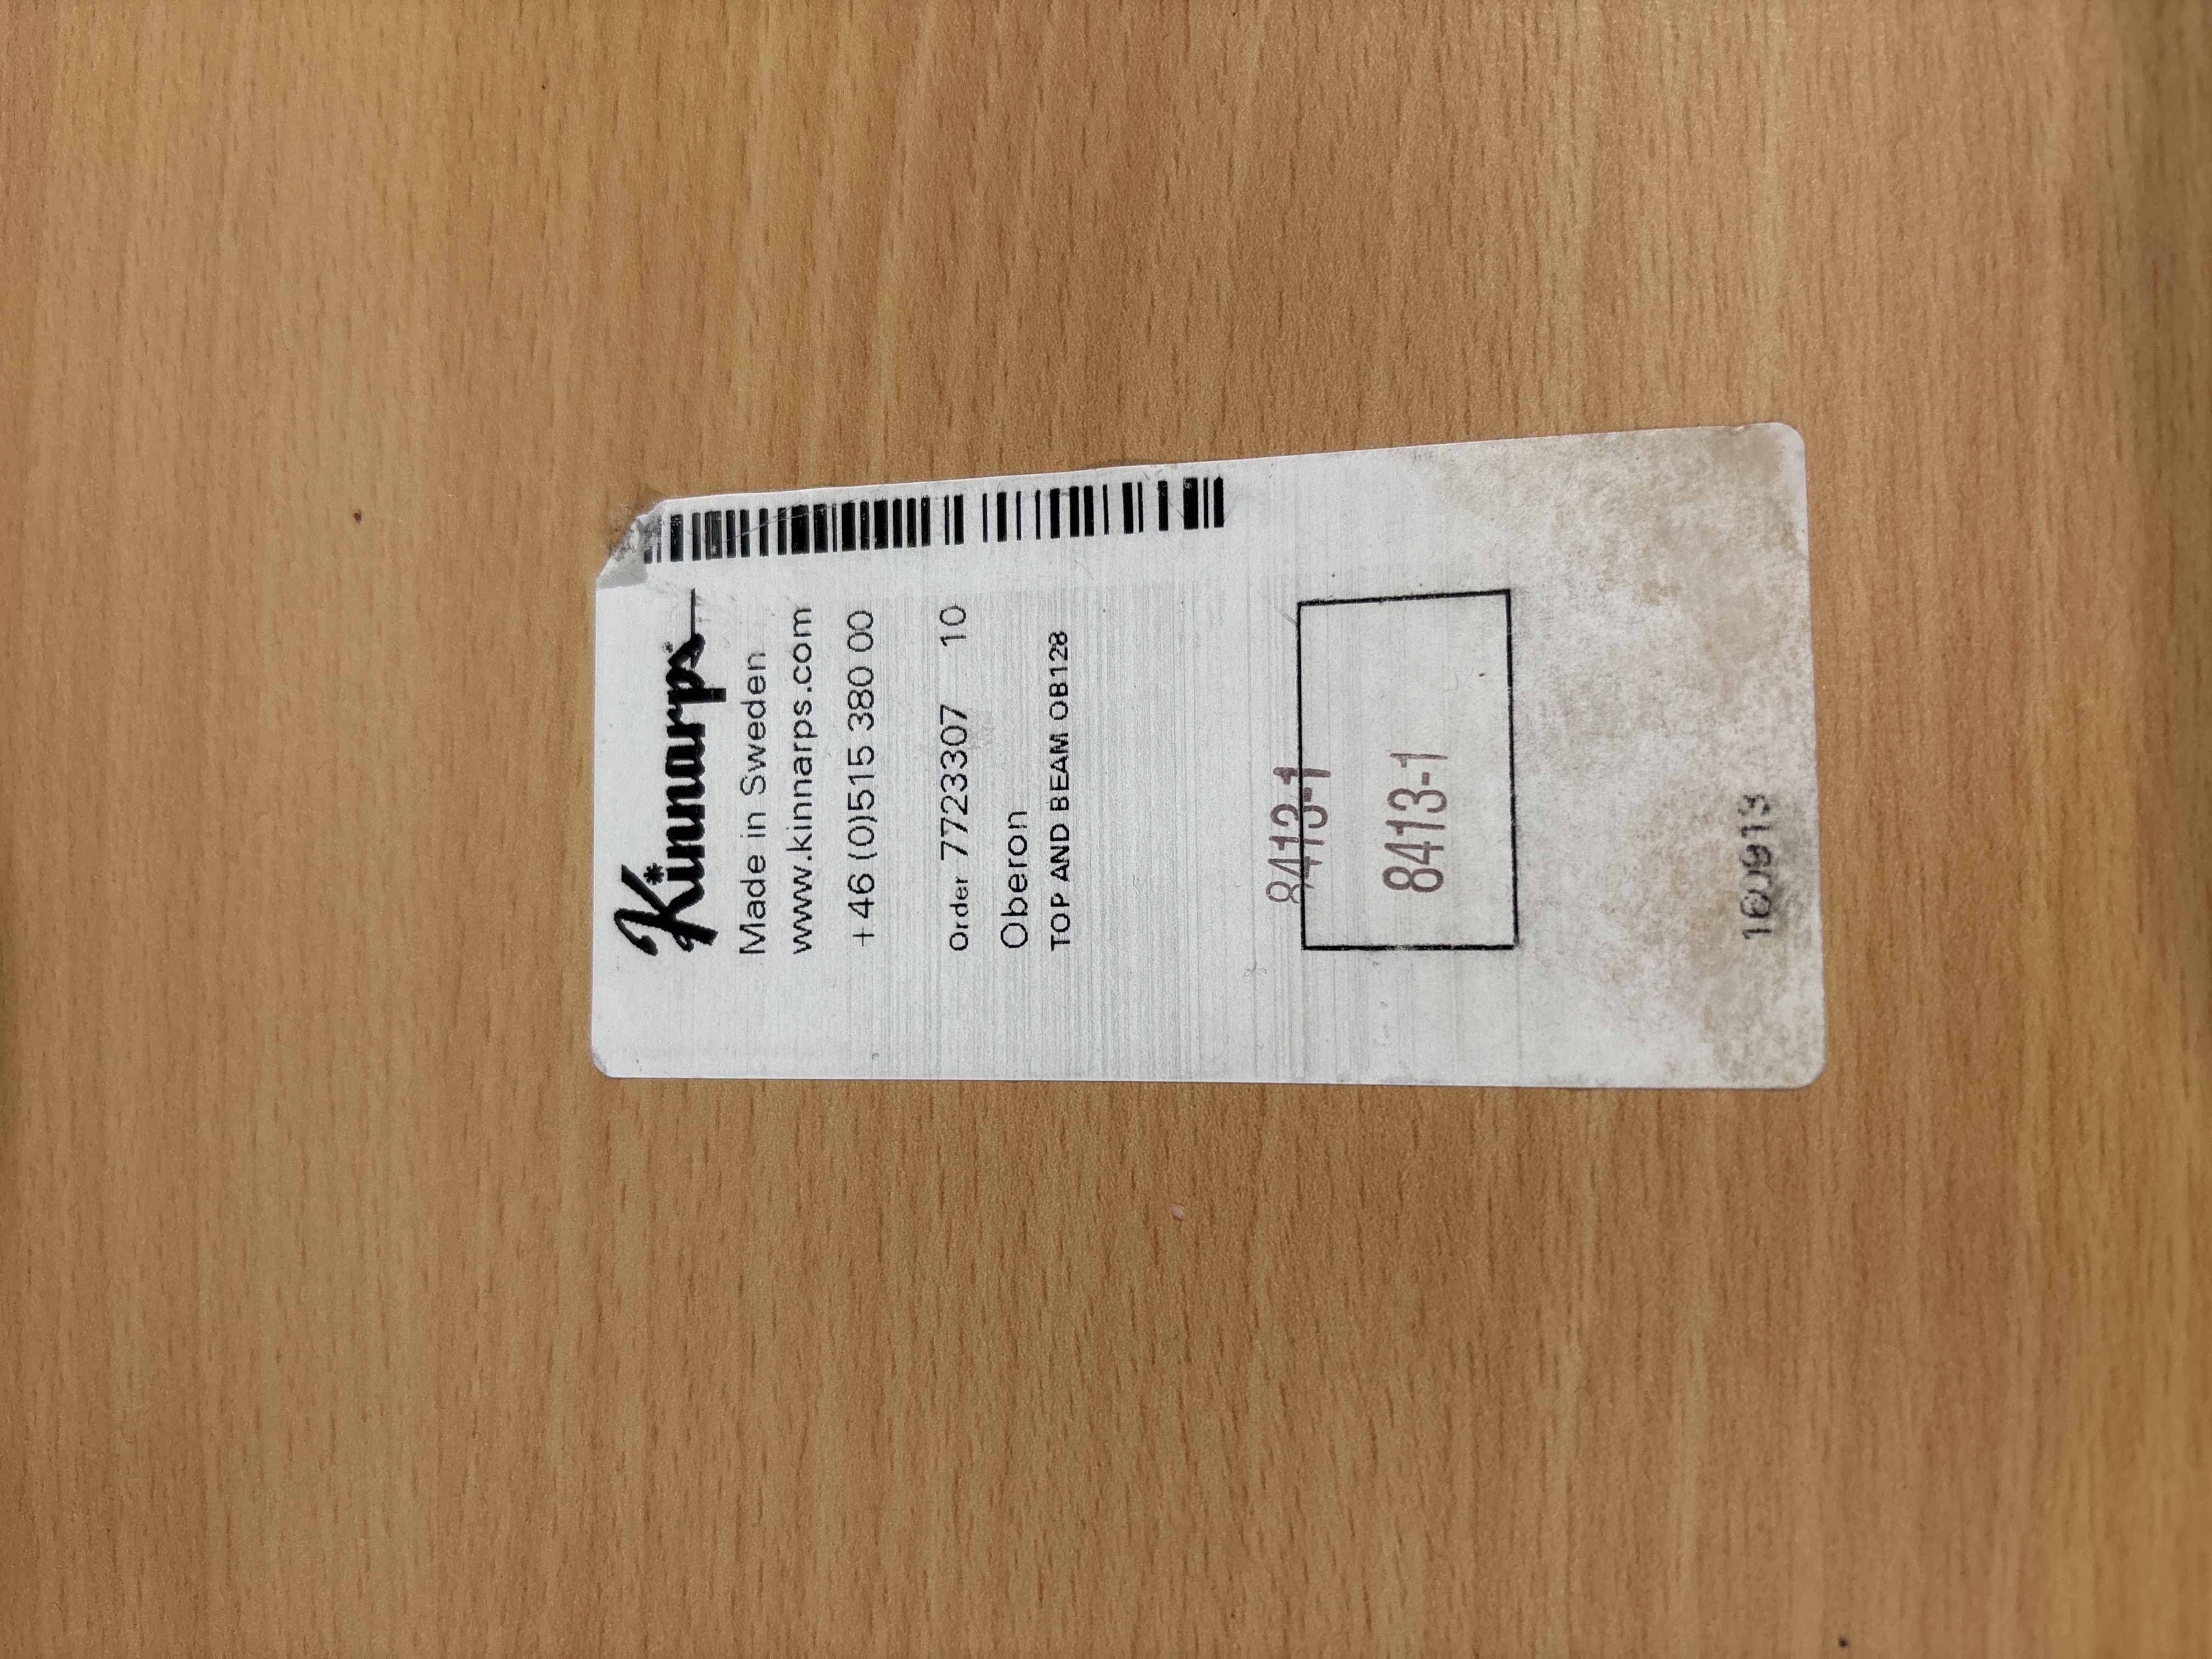 Kinnarps
Made in Sweden
www.kinnarps.com
+46 (0)515 380 00
Order 7723307 10
Oberon
TOP AND BEAM OB128
8413-1
8413-1
160913